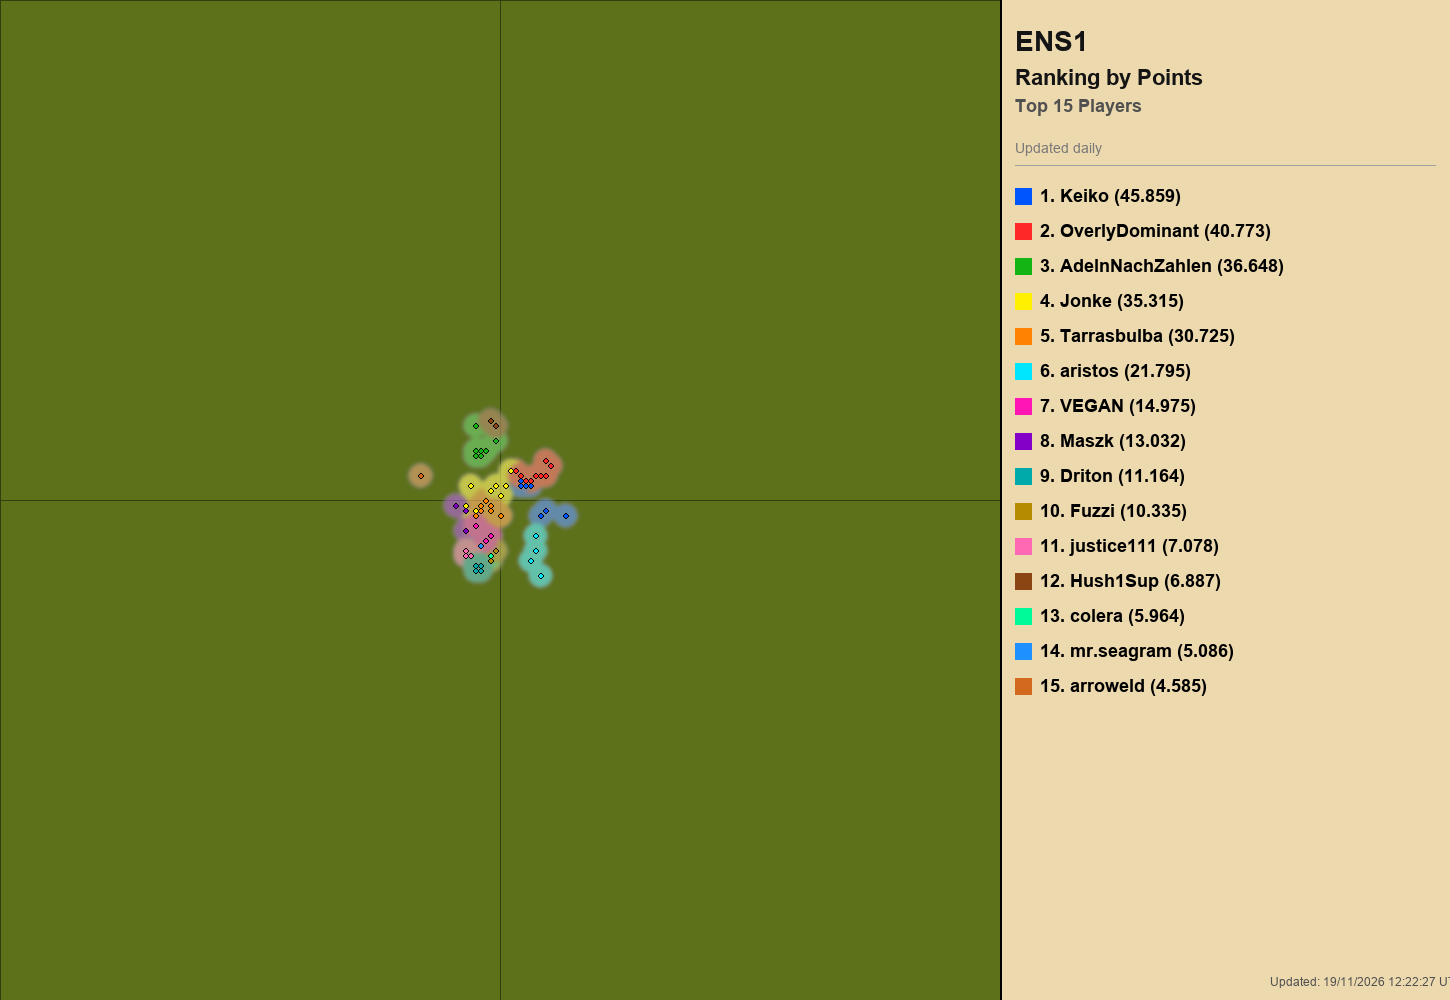 ENS1
Ranking by Points
Top 15 Players
Updated daily
1. Keiko (45.859)
2. OverlyDominant (40.773)
3. AdelnNachZahlen (36.648)
4. Jonke (35.315)
5. Tarrasbulba (30.725)
6. aristos (21.795)
7. VEGAN (14.975)
8. Maszk (13.032)
9. Driton (11.164)
10. Fuzzi (10.335)
11. justice111 (7.078)
12. Hush1Sup (6.887)
13. colera (5.964)
14. mr.seagram (5.086)
15. arroweld (4.585)
Updated: 19/11/2026 12:22:27